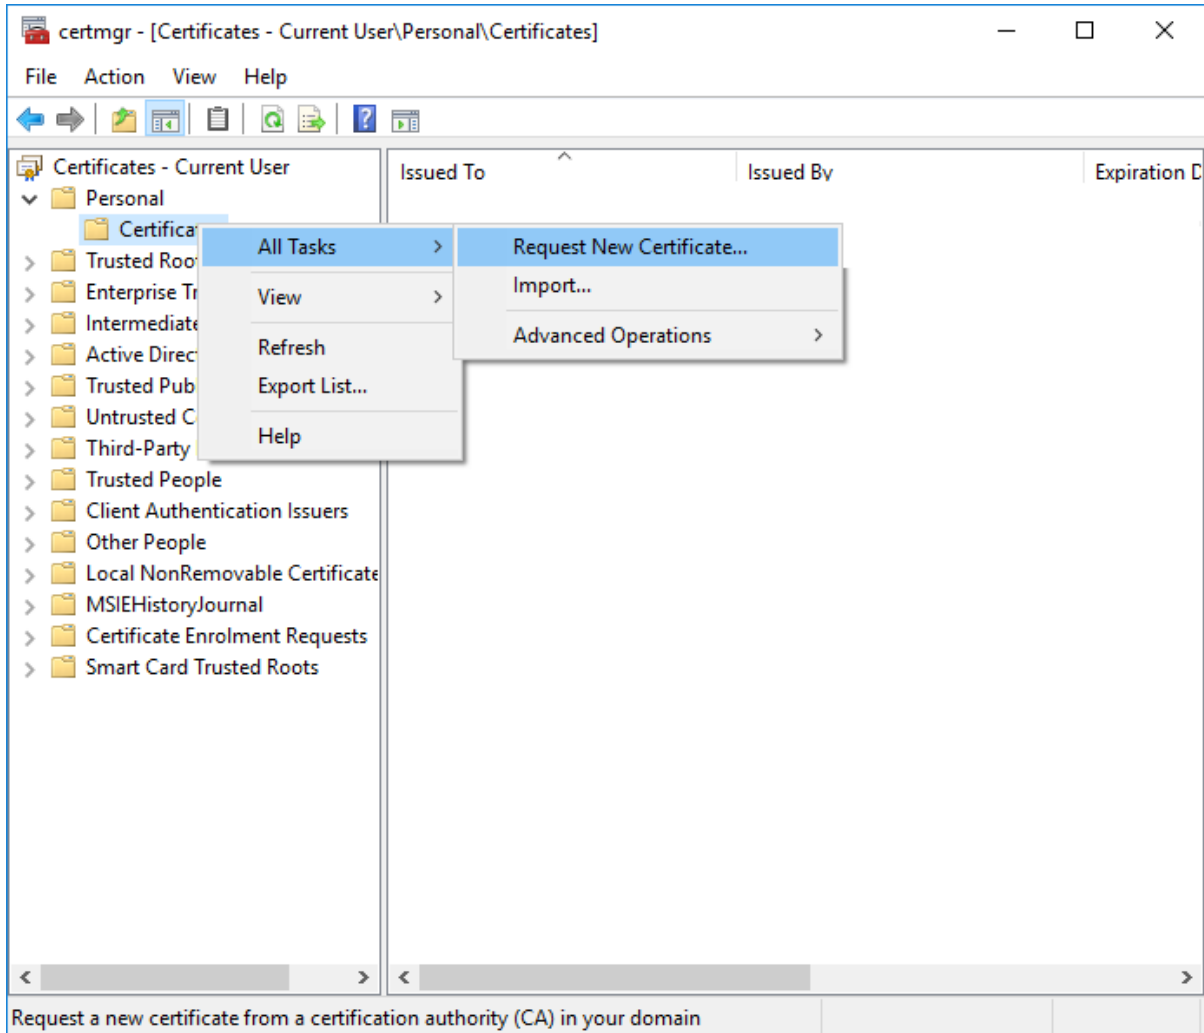 certmgr - [Certificates - Current User\Personal\Certificates]
File Action View Help
Certificates - Current User
Personal
Certifica
Trusted Roo
Enterprise Tr
Intermediate
Active Direc
Trusted Pub
Untrusted C
Third-Party
Trusted People
Client Authentication Issuers
Other People
Local NonRemovable Certificate
MSIEHistoryJournal
Certificate Enrolment Requests
Smart Card Trusted Roots
Issued To Issued By Expiration D
All Tasks
View
Refresh
Export List...
Help
Request New Certificate...
Import...
Advanced Operations
Request a new certificate from a certification authority (CA) in your domain